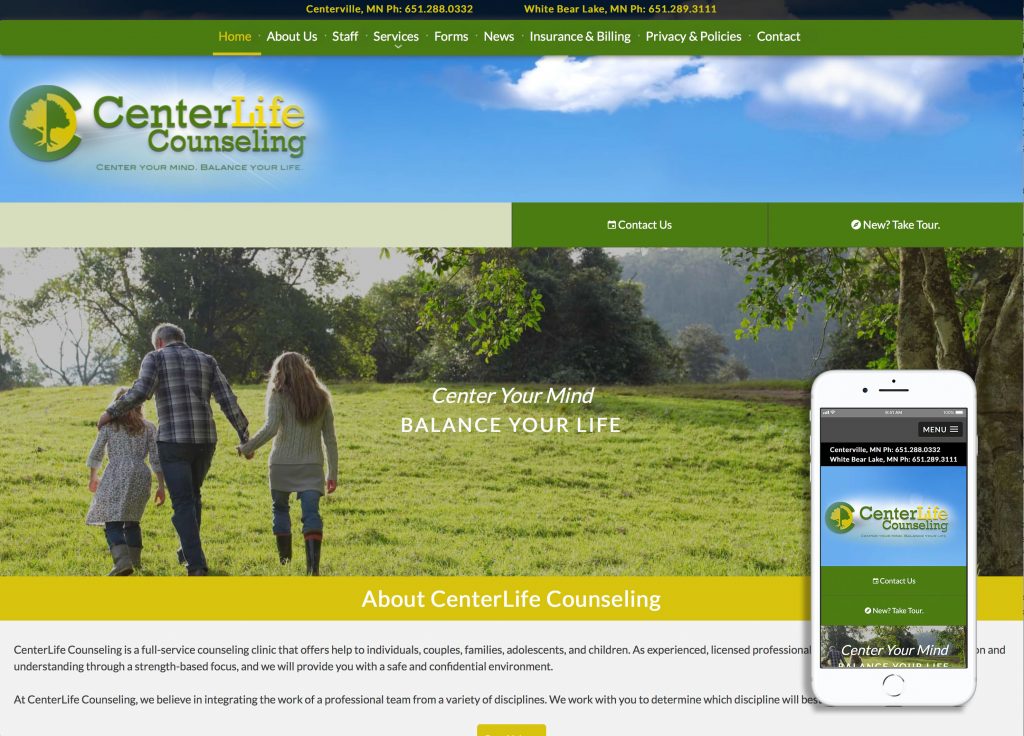 Centerville, MN Ph: 651.288.0332 White Bear Lake, MN Ph: 651.289.3111
Home · About Us · Staff · Services · Forms · News · Insurance & Billing · Privacy & Policies · Contact
CenterLife
Counseling
CENTER YOUR MIND. BALANCE YOUR LIFE.
Contact Us
New? Take Tour.
Center Your Mind
BALANCE YOUR LIFE
About CenterLife Counseling
CenterLife Counseling is a full-service counseling clinic that offers help to individuals, couples, families, adolescents, and children. As experienced, licensed professional
understanding through a strength-based focus, and we will provide you with a safe and confidential environment.
At CenterLife Counseling, we believe in integrating the work of a professional team from a variety of disciplines. We work with you to determine which discipline will best
9:41 AM 100%
MENU
Centerville, MN Ph: 651.288.0332
White Bear Lake, MN Ph: 651.289.3111
CenterLife
Counseling
CENTER YOUR MIND. BALANCE YOUR LIFE.
Contact Us
New? Take Tour.
Center Your Mind
BALANCE YOUR LIFE